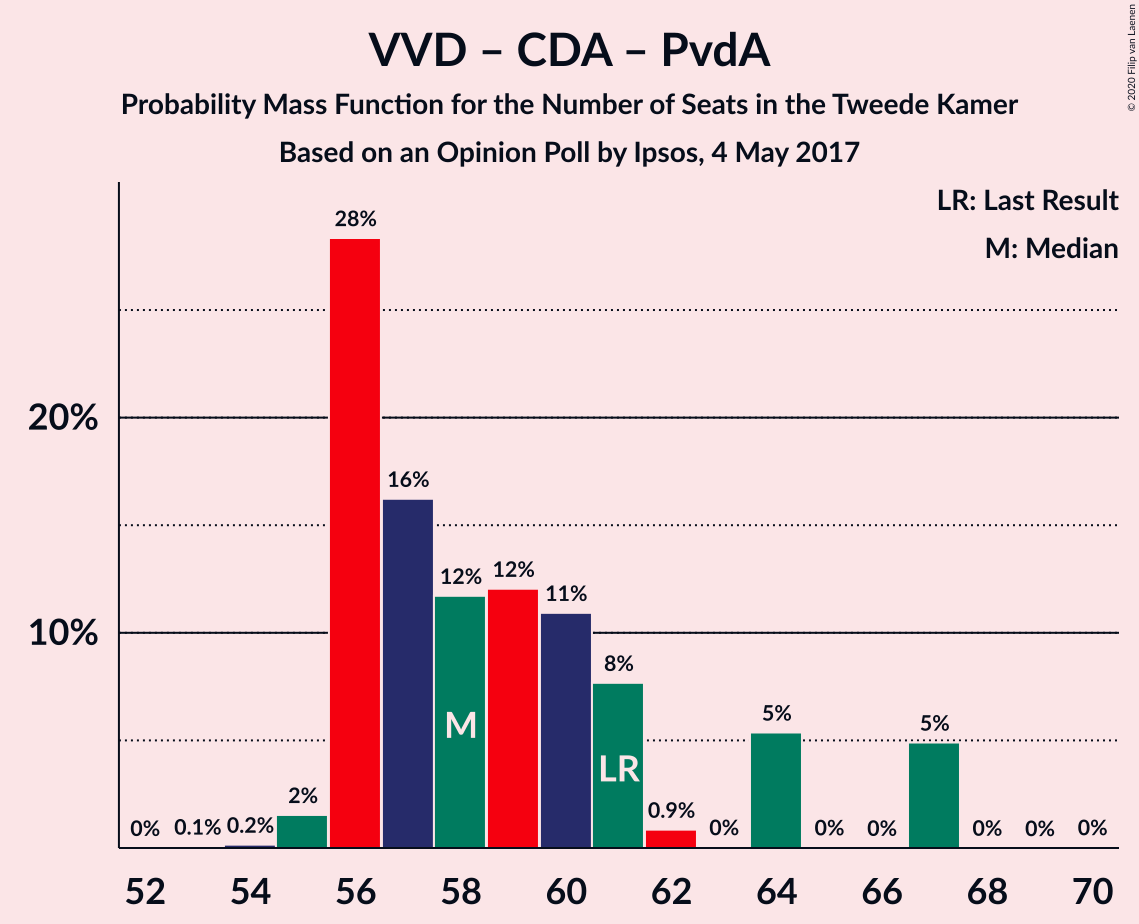 VVD – CDA – PvdA
Probability Mass Function for the Number of Seats in the Tweede Kamer
Based on an Opinion Poll by Ipsos, 4 May 2017
© 2020 Filip van Laenen
LR: Last Result
M: Median
20%
10%
0% 0.1% 0.2% 2% 28% 16% 12% 12% 11% 8% 0.9% 0% 5% 0% 0% 5% 0% 0% 0%
M
LR
52 54 56 58 60 62 64 66 68 70